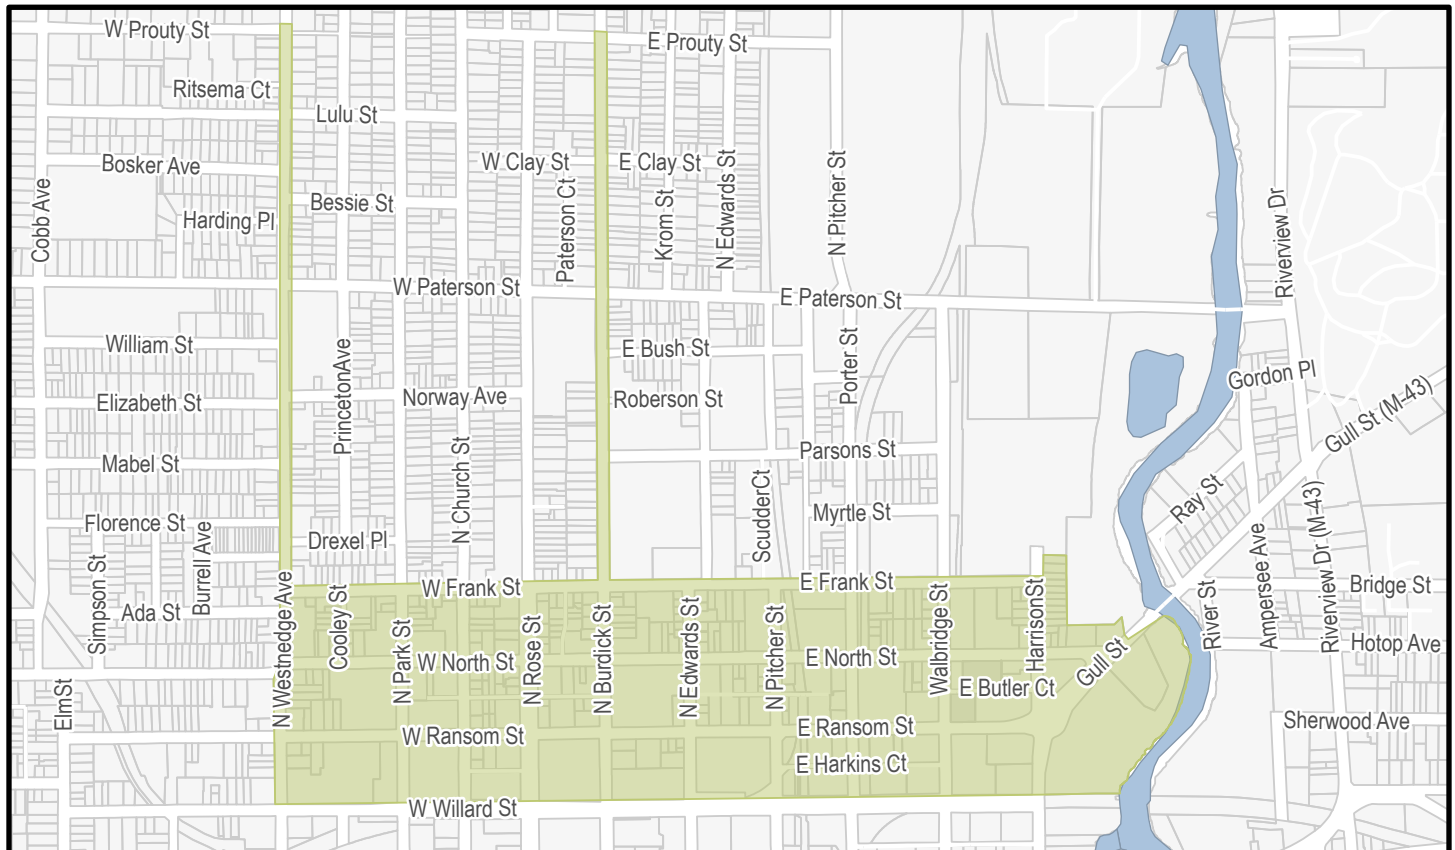 W Prouty St
E Prouty St
Ritsema Ct
Lulu St
Bosker Ave
W Clay St
E Clay St
N Edwards St
N Pitcher St
Cobb Ave
Harding Pl
Bessie St
Paterson Ct
Krom St
Riverview Dr
W Paterson St
E Paterson St
William St
PrincetonAve
E Bush St
Porter St
Gordon Pl
Elizabeth St
Norway Ave
Roberson St
Gull St (M-43)
Mabel St
N Church St
Parsons St
Ray St
Florence St
Burrell Ave
Drexel Pl
ScudderCt
Myrtle St
Riverview Dr (M-43)
Simpson St
Ada St
N Westnedge Ave
Cooley St
W Frank St
E Frank St
Ampersee Ave
Bridge St
N Park St
N Rose St
N Burdick St
N Edwards St
N Pitcher St
Walbridge St
HarrisonSt
River St
Hotop Ave
W North St
E North St
Gull St
ElmSt
E Butler Ct
W Ransom St
E Ransom St
Sherwood Ave
E Harkins Ct
W Willard St